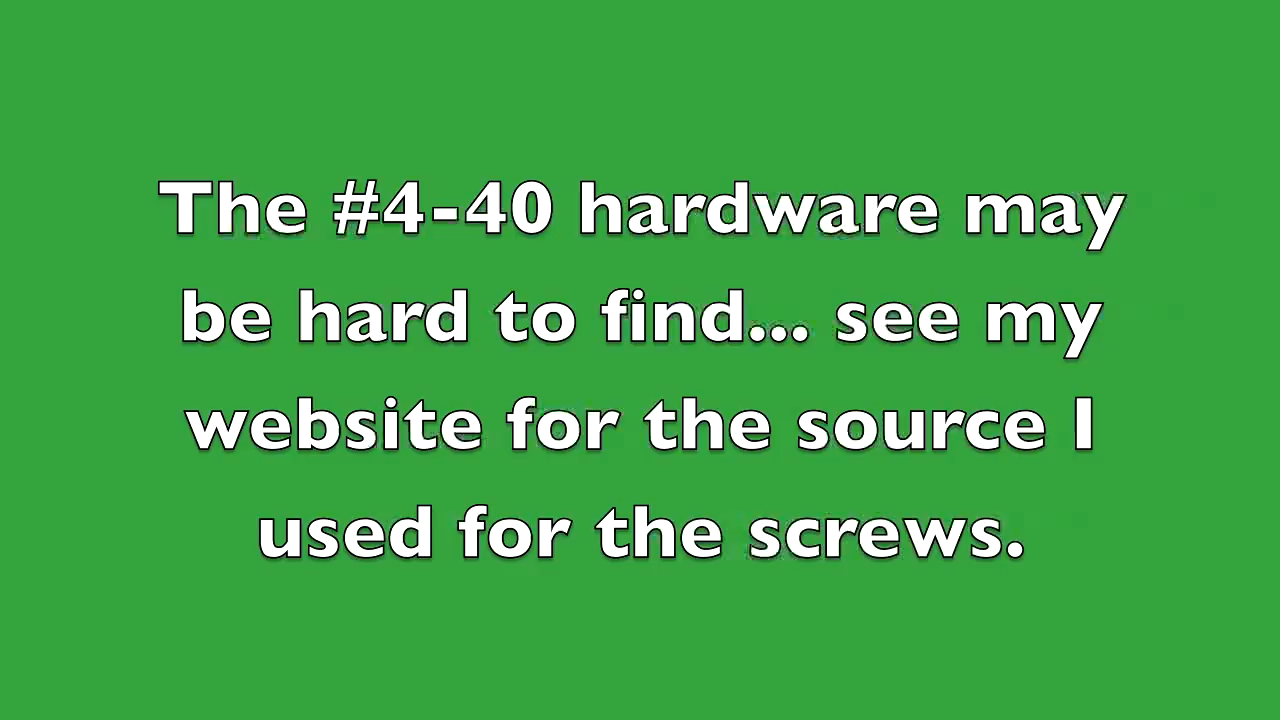 The #4-40 hardware may
be hard to find... see my
website for the source I
used for the screws.